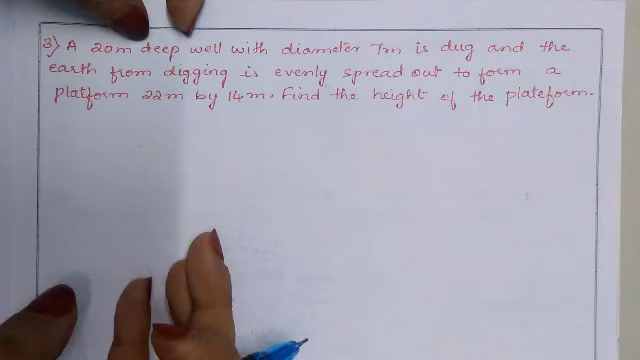 3) A 20m deep well with diameter 7m is dug and the
earth from digging is evenly spread out to form a
platform 22m by 14m. Find the height of the plateform.